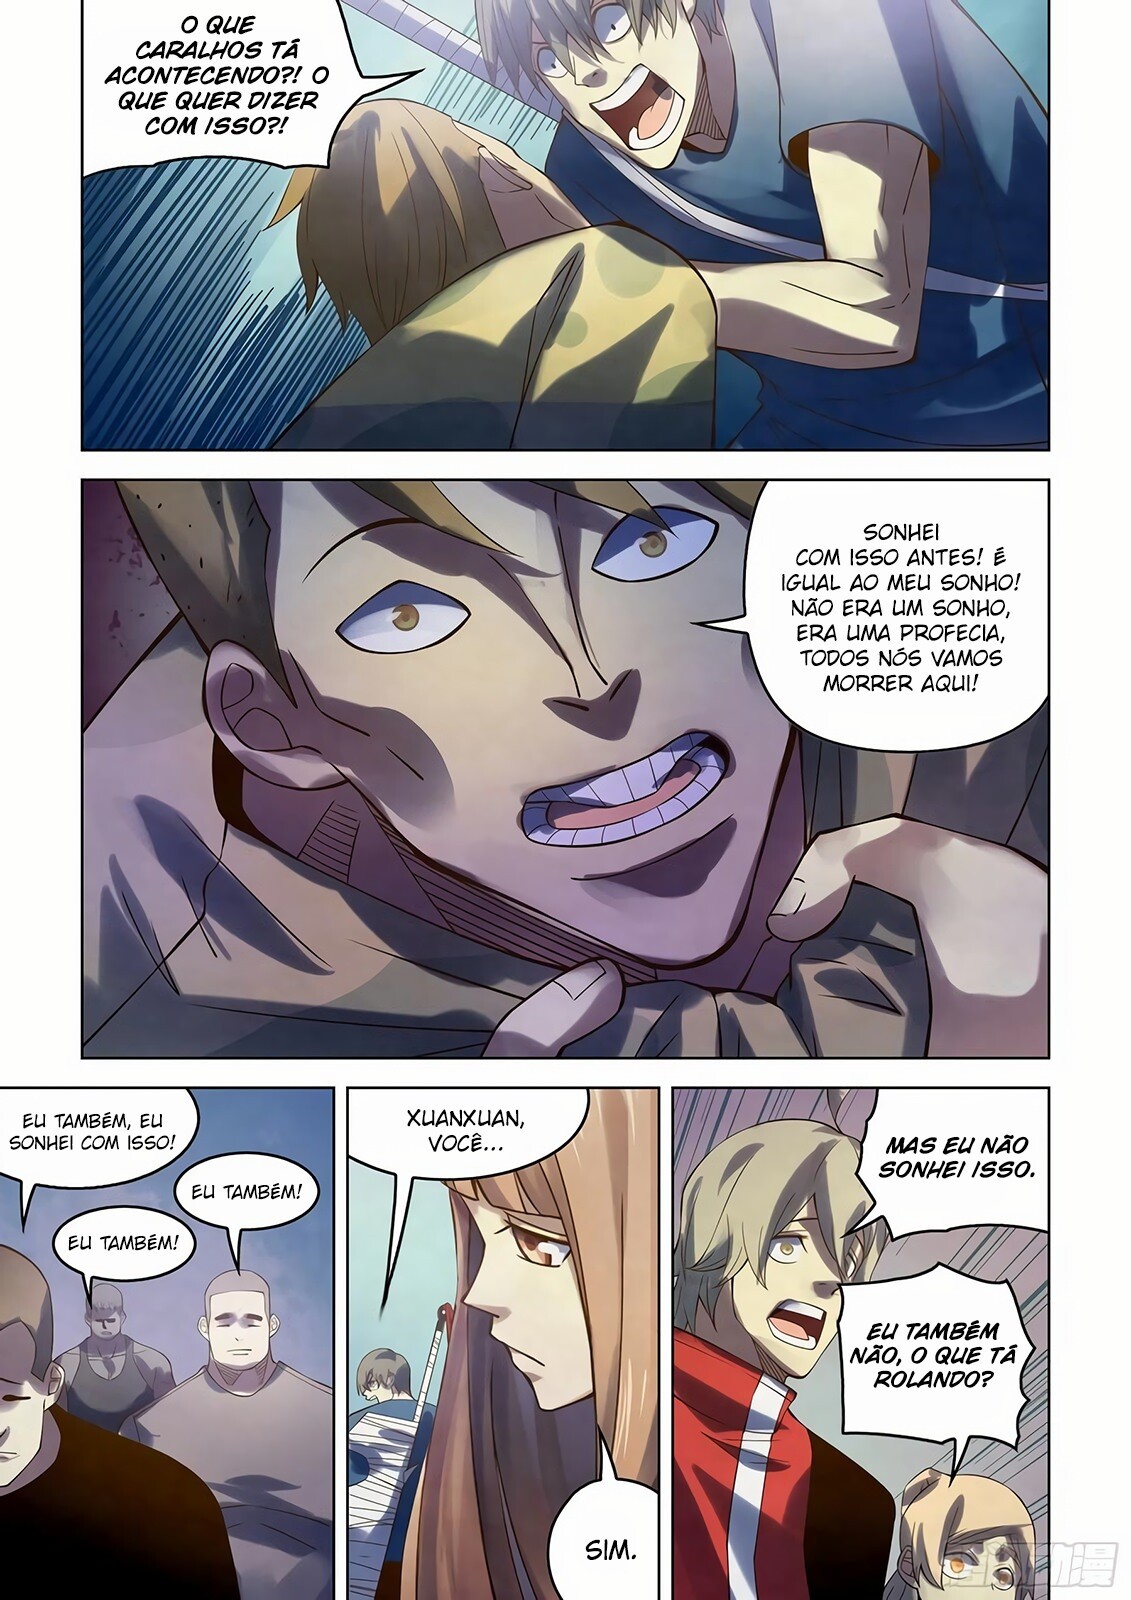 O QUE
CARALHOS TÁ
ACONTECENDO?! O
QUE QUER DIZER
COM ISSO?!
SONHEI
COM ISSO ANTES! É
IGUAL AO MEU SONHO!
NÃO ERA UM SONHO,
ERA UMA PROFECIA,
TODOS NÓS VAMOS
MORRER AQUI!
EU TAMBÉM, EU
SONHEI COM ISSO!
EU TAMBÉM!
EU TAMBÉM!
XUANXUAN,
VOCÊ...
SIM.
MAS EU NÃO
SONHEI ISSO.
EU TAMBÉM
NÃO, O QUE TÁ
ROLANDO?